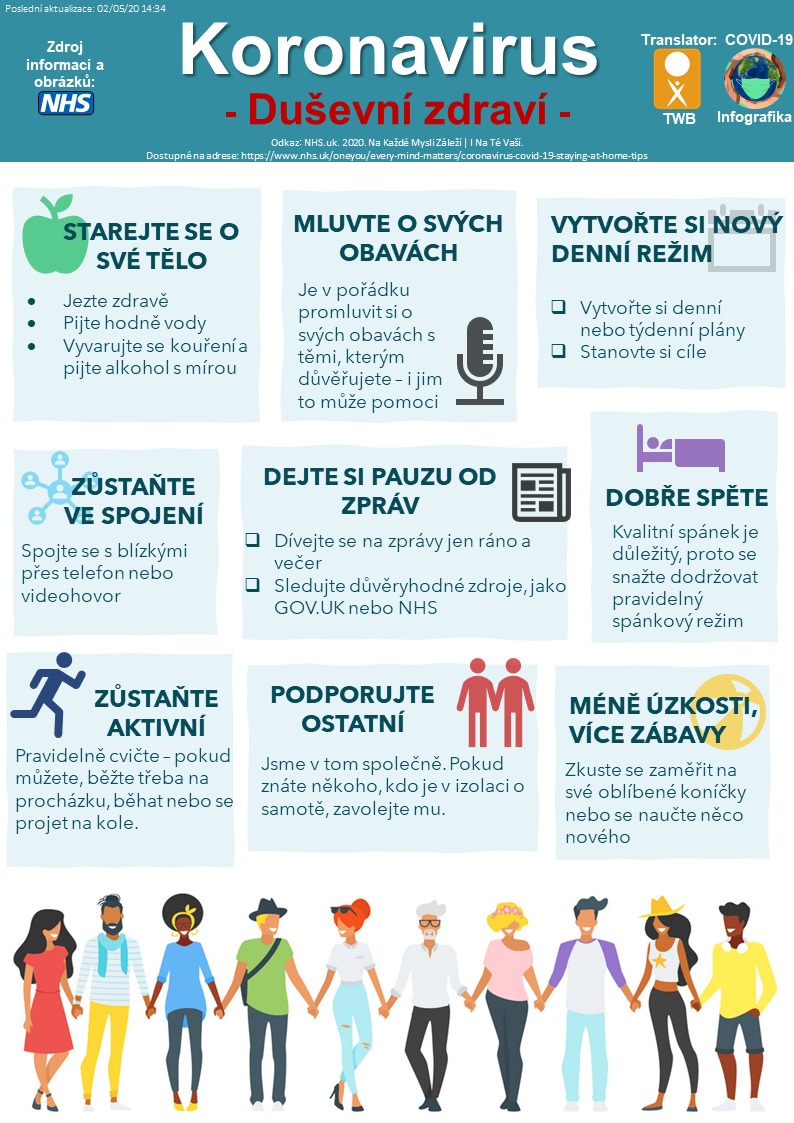 Poslední aktualizace: 02/05/20 14:34
Zdroj
informací a
obrázků:
NHS
Koronavirus
- Duševní zdraví -
Translator:
TWB
COVID-19
Infografika
Odkaz: NHS.uk. 2020. Na Každé Mysli Záleží | I Na Té Vaší.
Dostupné na adrese: https://www.nhs.uk/oneyou/every-mind-matters/coronavirus-covid-19-staying-at-home-tips
STAREJTE SE O
SVÉ TĚLO
• Jezte zdravě
• Pijte hodně vody
• Vyvarujte se kouření a
pijte alkohol s mírou
MLUVTE O SVÝCH
OBAVÁCH
Je v pořádku
promluvit si o
svých obavách s
těmi, kterým
důvěřujete – i jim
to může pomoci
VYTVOŘTE SI NOVÝ
DENNÍ REŽIM
❑ Vytvořte si denní
nebo týdenní plány
❑ Stanovte si cíle
ZŮSTAŇTE
VE SPOJENÍ
Spojte se s blízkými
přes telefon nebo
videohovor
DEJTE SI PAUZU OD
ZPRÁV
❑ Dívejte se na zprávy jen ráno a
večer
❑ Sledujte důvěryhodné zdroje, jako
GOV.UK nebo NHS
DOBŘE SPĚTE
Kvalitní spánek je
důležitý, proto se
snažte dodržovat
pravidelný
spánkový režim
ZŮSTAŇTE
AKTIVNÍ
Pravidelně cvičte – pokud
můžete, běžte třeba na
procházku, běhat nebo se
projet na kole.
PODPORUJTE
OSTATNÍ
Jsme v tom společně. Pokud
znáte někoho, kdo je v izolaci o
samotě, zavolejte mu.
MÉNĚ ÚZKOSTI,
VÍCE ZÁBAVY
Zkuste se zaměřit na
své oblíbené koníčky
nebo se naučte něco
nového